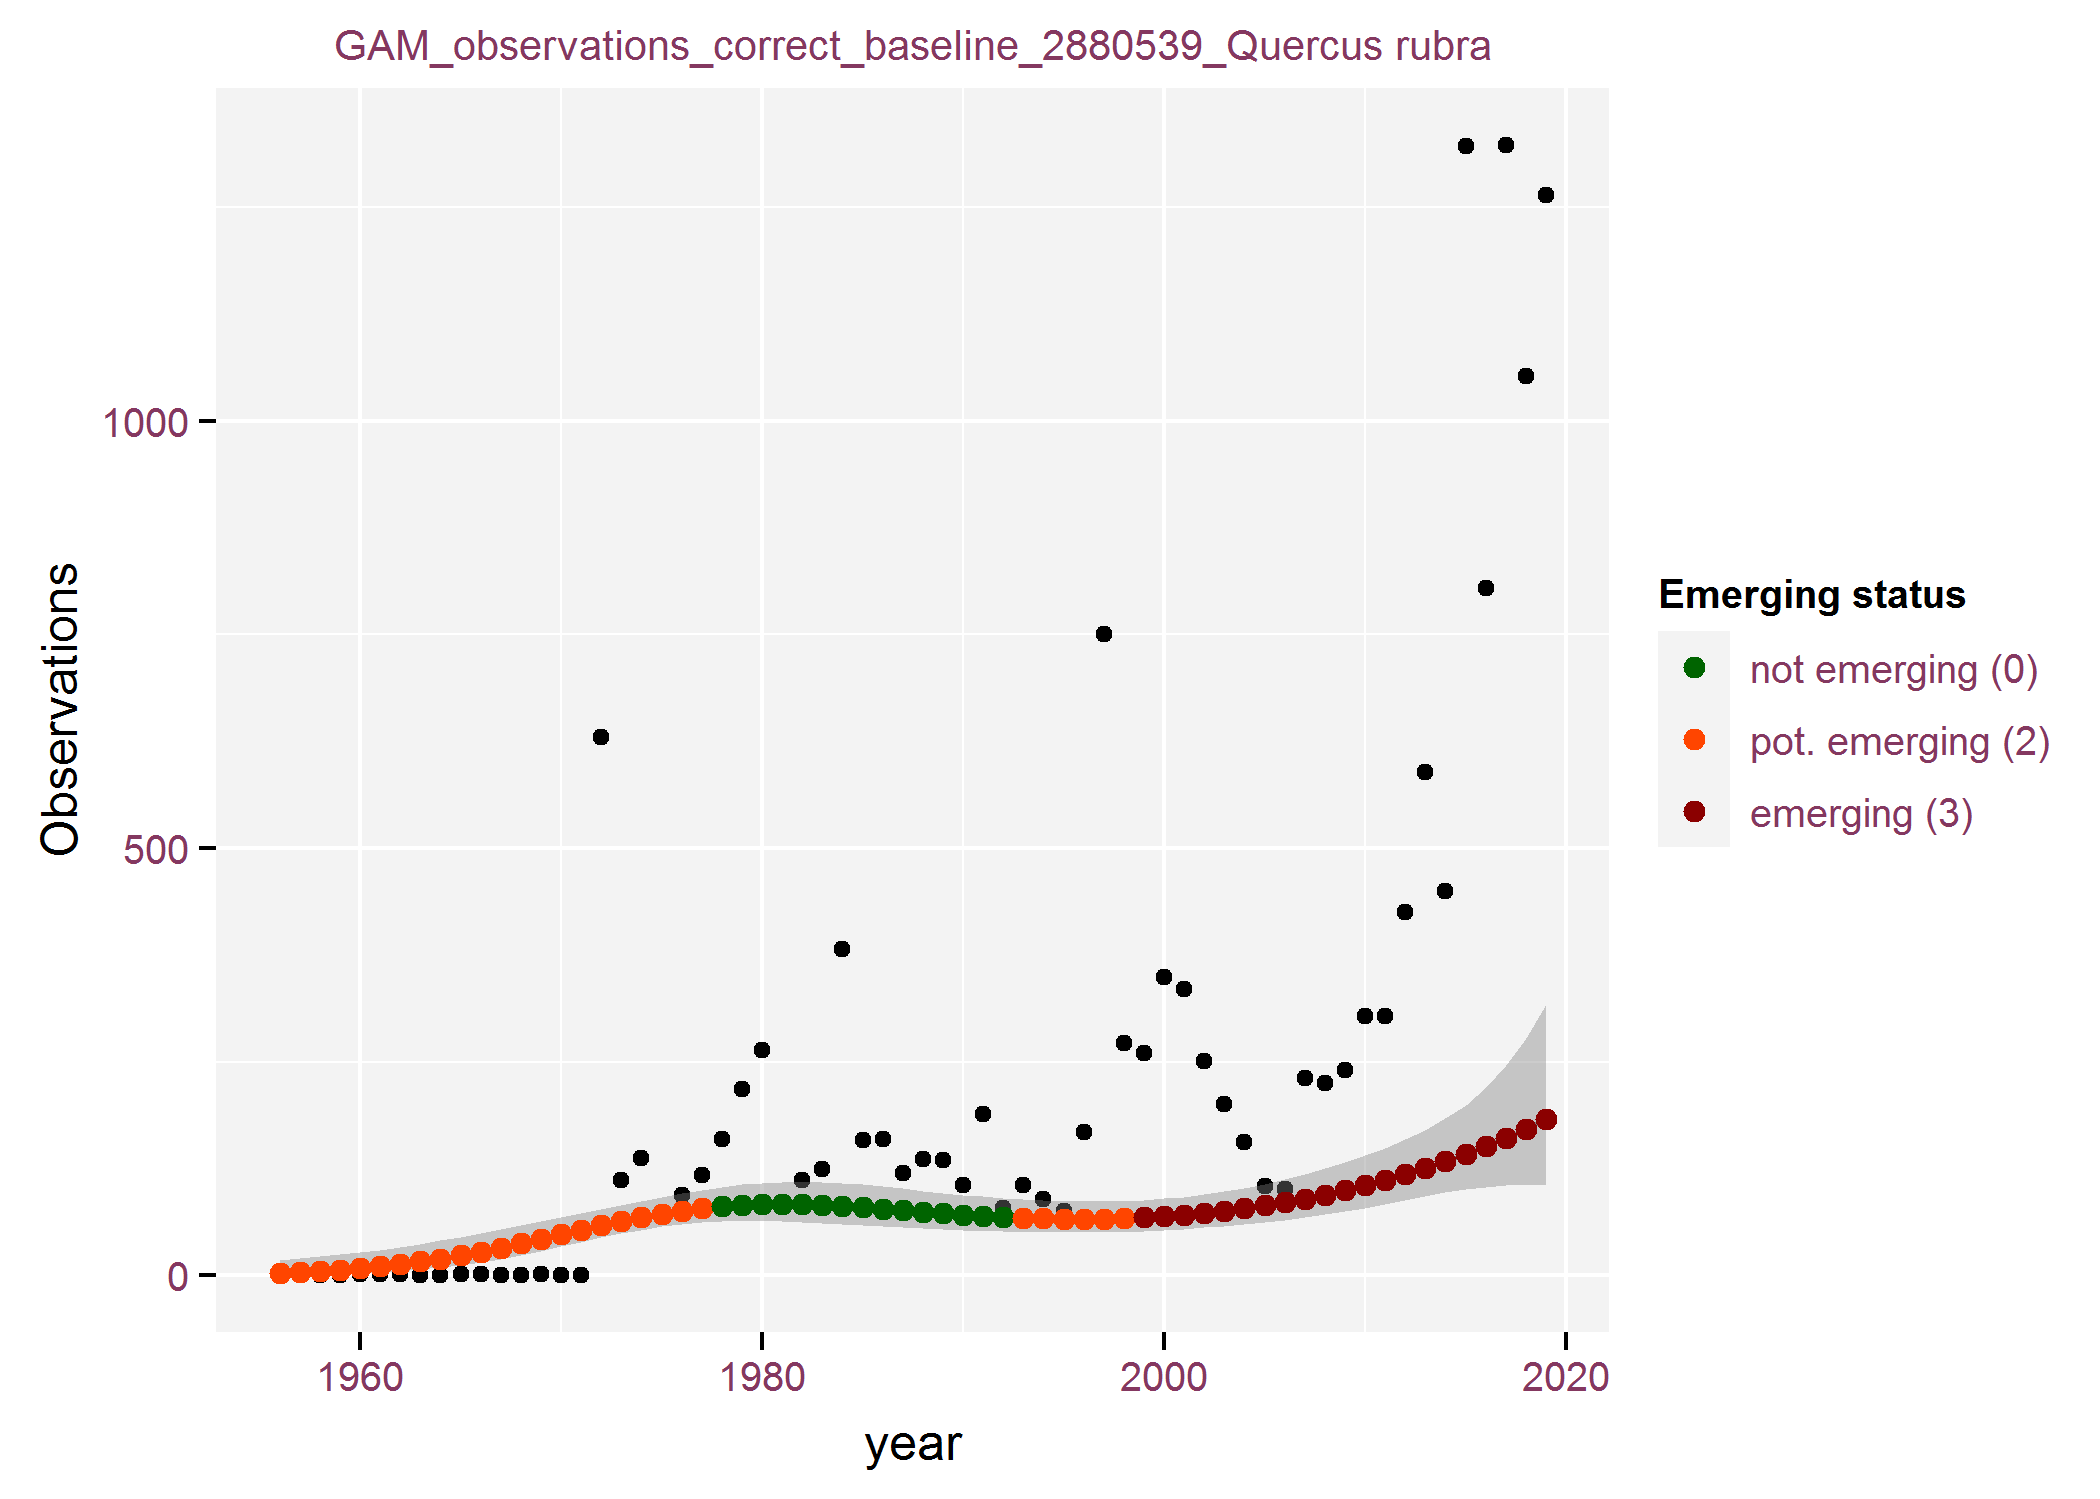 GAM_observations_correct_baseline_2880539_Quercus rubra
Observations
1000
500
0
1960
1980
2000
2020
year
Emerging status
not emerging (0)
pot. emerging (2)
emerging (3)